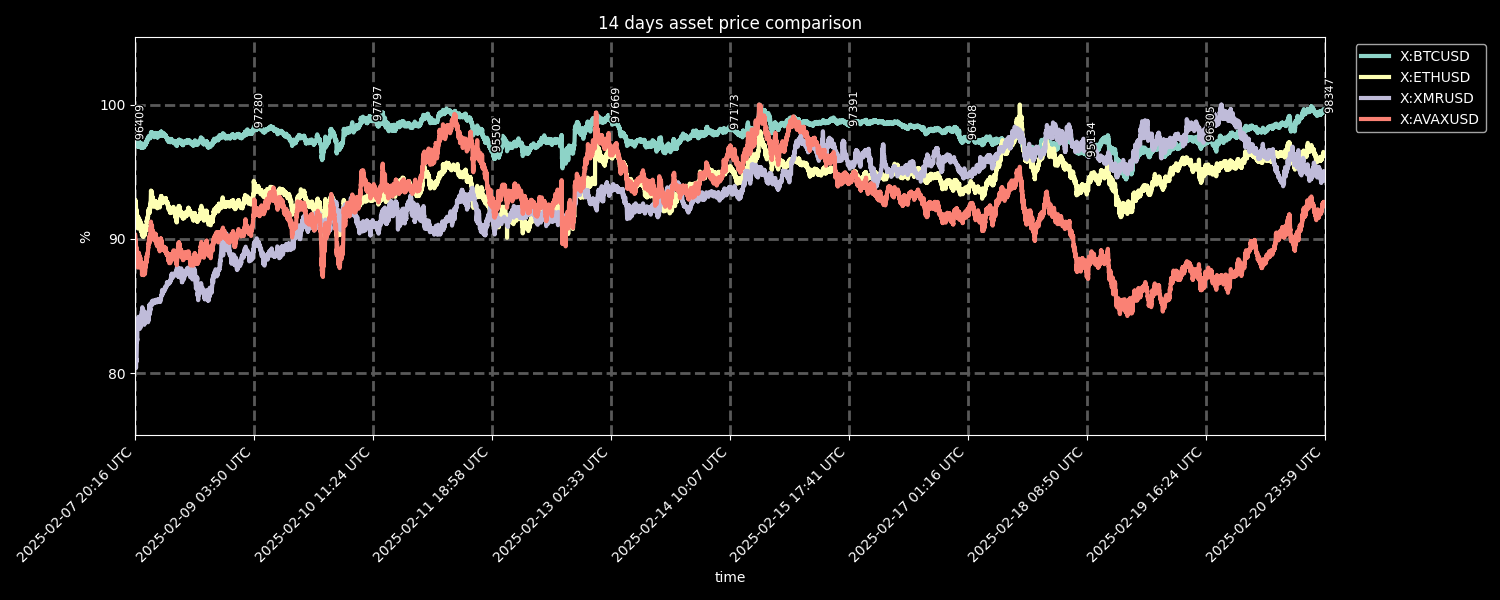 14 days asset price comparison
X:BTCUSD
X:ETHUSD
X:XMRUSD
X:AVAXUSD
100
90
80
%
96409
97280
97797
95502
97669
97173
97391
96408
95134
96305
98347
2025-02-07 20:16 UTC
2025-02-09 03:50 UTC
2025-02-10 11:24 UTC
2025-02-11 18:58 UTC
2025-02-13 02:33 UTC
2025-02-14 10:07 UTC
2025-02-15 17:41 UTC
2025-02-17 01:16 UTC
2025-02-18 08:50 UTC
2025-02-19 16:24 UTC
2025-02-20 23:59 UTC
time